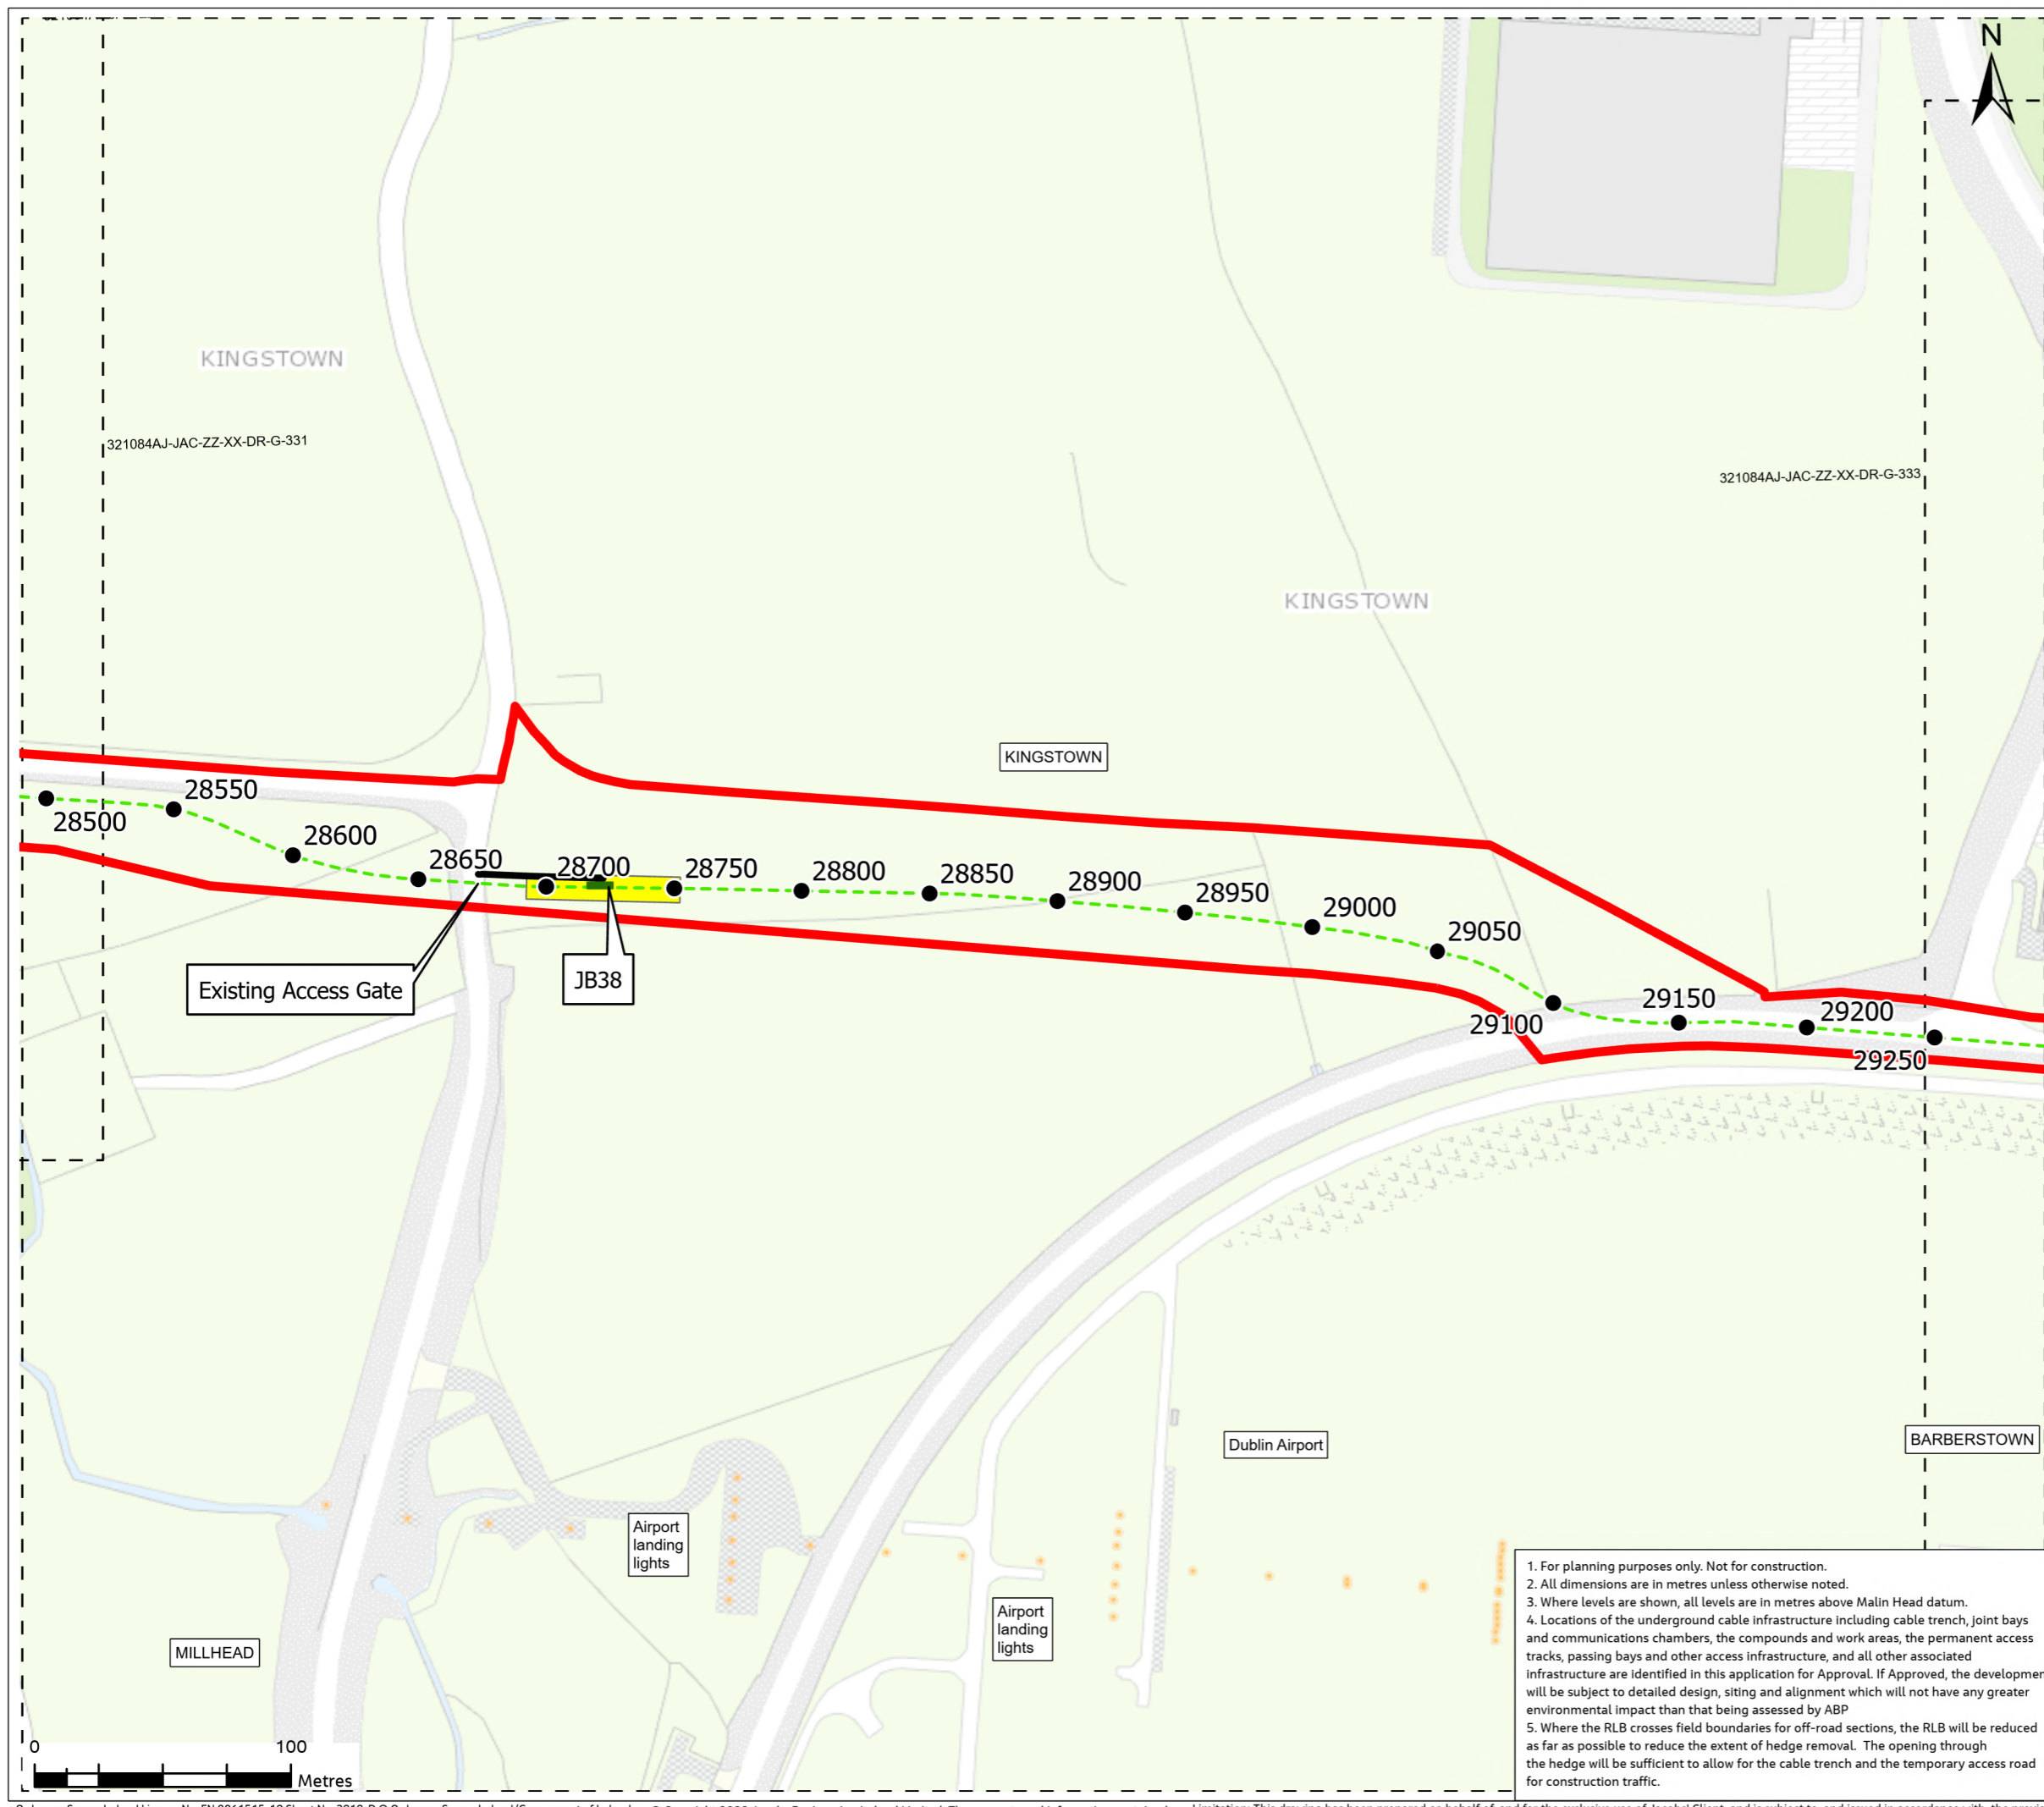 N
KINGSTOWN
321084AJ-JAC-ZZ-XX-DR-G-331
321084AJ-JAC-ZZ-XX-DR-G-333
KINGSTOWN
KINGSTOWN
28500
28550
28600
28650
28700
28750
28800
28850
28900
28950
29000
29050
29100
29150
29200
29250
Existing Access Gate
JB38
Dublin Airport
BARBERSTOWN
Airport
landing
lights
Airport
landing
lights
MILLHEAD
0 100
Metres
1. For planning purposes only. Not for construction.
2. All dimensions are in metres unless otherwise noted.
3. Where levels are shown, all levels are in metres above Malin Head datum.
4. Locations of the underground cable infrastructure including cable trench, joint bays
and communications chambers, the compounds and work areas, the permanent access
tracks, passing bays and other access infrastructure, and all other associated
infrastructure are identified in this application for Approval. If Approved, the developmen
will be subject to detailed design, siting and alignment which will not have any greater
environmental impact than that being assessed by ABP
5. Where the RLB crosses field boundaries for off-road sections, the RLB will be reduced
as far as possible to reduce the extent of hedge removal. The opening through
the hedge will be sufficient to allow for the cable trench and the temporary access road
for construction traffic.